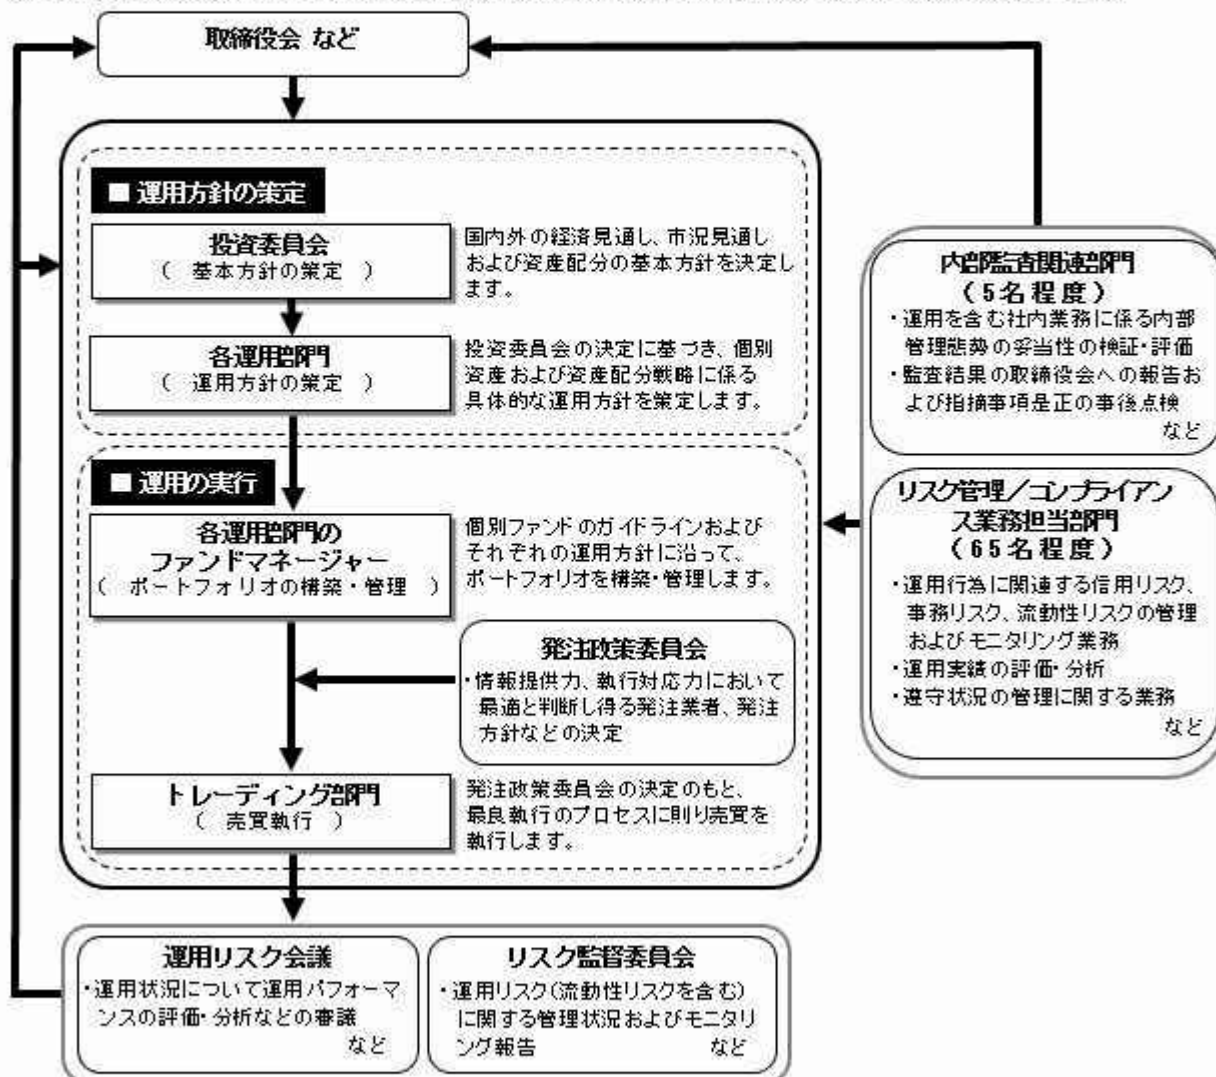 取締役会 など
■ 運用方針の策定
投資委員会
( 基本方針の策定 )
国内外の経済見通し、市況見通し
および資産配分の基本方針を決定し
ます。
各運用部門
( 運用方針の策定 )
投資委員会の決定に基づき、個別
資産および資産配分戦略に係る
具体的な運用方針を策定します。
■ 運用の実行
各運用部門の
ファンドマネージャー
( ポートフォリオの構築・管理 )
個別ファンドのガイドラインおよび
それぞれの運用方針に沿って、
ポートフォリオを構築・管理します。
発注政策委員会
・情報提供力、執行対応力において
最適と判断し得る発注業者、発注
方針などの決定
トレーディング部門
( 売買執行 )
発注政策委員会の決定のもと、
最良執行のプロセスに則り売買を
執行します。
内部監査関連部門
(5名程度)
・運用を含む社内業務に係る内部
管理態勢の妥当性の検証・評価
・監査結果の取締役会への報告お
よび指摘事項是正の事後点検
など
リスク管理/コンプライアン
ス業務担当部門
(65名程度)
・運用行為に関連する信用リスク、
事務リスク、流動性リスクの管理
およびモニタリング業務
・運用実績の評価・分析
・遵守状況の管理に関する業務
など
運用リスク会議
・運用状況について運用パフォーマ
ンスの評価・分析などの審議
など
リスク監督委員会
・運用リスク(流動性リスクを含む)
に関する管理状況およびモニタリ
ング報告 など